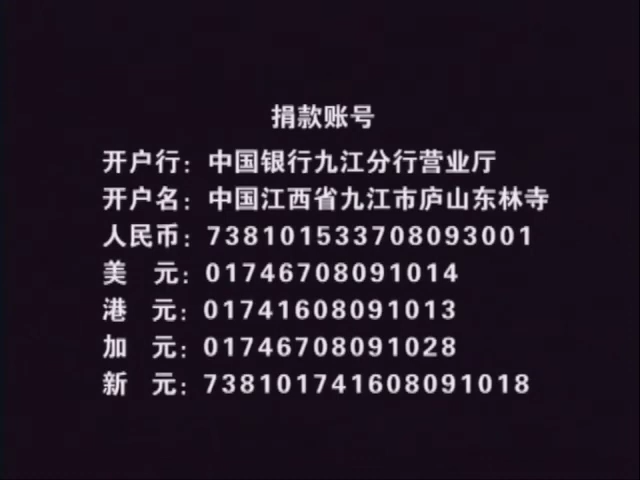 捐款账号
开户行：中国银行九江分行营业厅
开户名：中国江西省九江市庐山东林寺
人民币：738101533708093001
美 元：01746708091014
港 元：01741608091013
加 元：01746708091028
新 元：738101741608091018